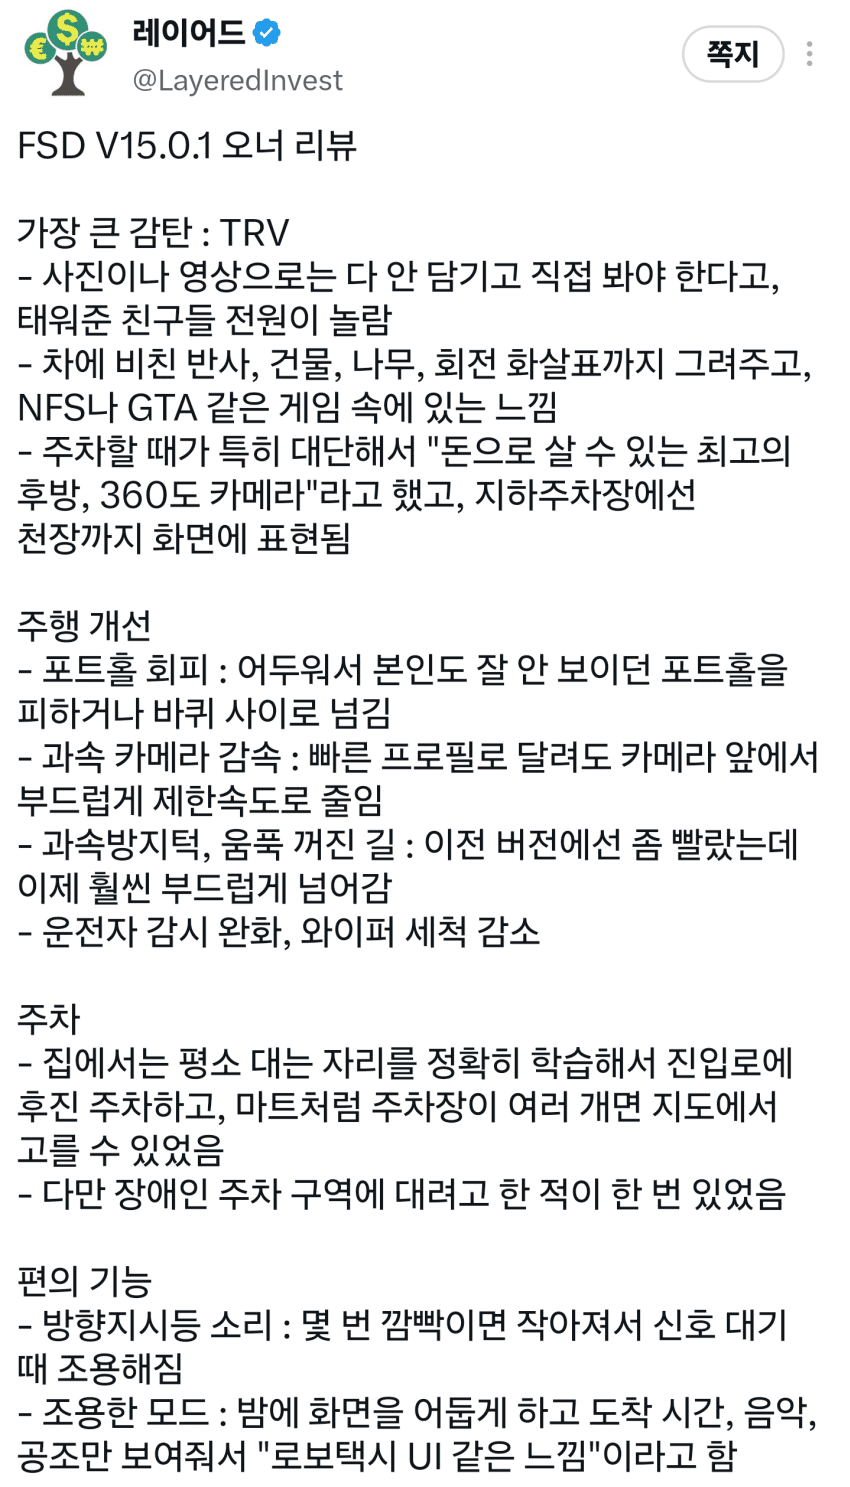 레이어드
@LayeredInvest
쪽지
FSD V15.0.1 오너 리뷰
가장 큰 감탄 : TRV
- 사진이나 영상으로는 다 안 담기고 직접 봐야 한다고,
태워준 친구들 전원이 놀람
- 차에 비친 반사, 건물, 나무, 회전 화살표까지 그려주고,
NFS나 GTA 같은 게임 속에 있는 느낌
- 주차할 때가 특히 대단해서 "돈으로 살 수 있는 최고의
후방, 360도 카메라"라고 했고, 지하주차장에선
천장까지 화면에 표현됨
주행 개선
- 포트홀 회피 : 어두워서 본인도 잘 안 보이던 포트홀을
피하거나 바퀴 사이로 넘김
- 과속 카메라 감속 : 빠른 프로필로 달려도 카메라 앞에서
부드럽게 제한속도로 줄임
- 과속방지턱, 움푹 꺼진 길 : 이전 버전에선 좀 빨랐는데
이제 훨씬 부드럽게 넘어감
- 운전자 감시 완화, 와이퍼 세척 감소
주차
- 집에서는 평소 대는 자리를 정확히 학습해서 진입로에
후진 주차하고, 마트처럼 주차장이 여러 개면 지도에서
고를 수 있었음
- 다만 장애인 주차 구역에 대려고 한 적이 한 번 있었음
편의 기능
- 방향지시등 소리 : 몇 번 깜빡이면 작아져서 신호 대기
때 조용해짐
- 조용한 모드 : 밤에 화면을 어둡게 하고 도착 시간, 음악,
공조만 보여줘서 "로보택시 UI 같은 느낌"이라고 함